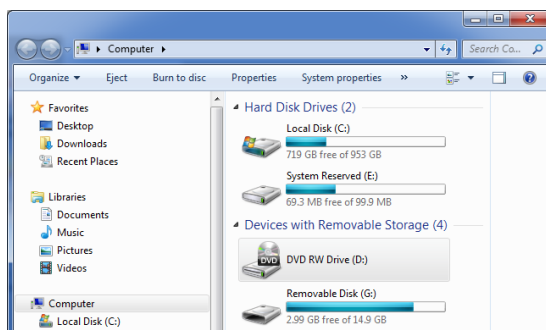 Computer
Search Co...
Organize
Eject
Burn to disc
Properties
System properties
»
Favorites
Desktop
Downloads
Recent Places
Libraries
Documents
Music
Pictures
Videos
Computer
Local Disk (C:)
Hard Disk Drives (2)
Local Disk (C:)
719 GB free of 953 GB
System Reserved (E:)
69.3 MB free of 99.9 MB
Devices with Removable Storage (4)
DVD
DVD RW Drive (D:)
Removable Disk (G:)
2.99 GB free of 14.9 GB